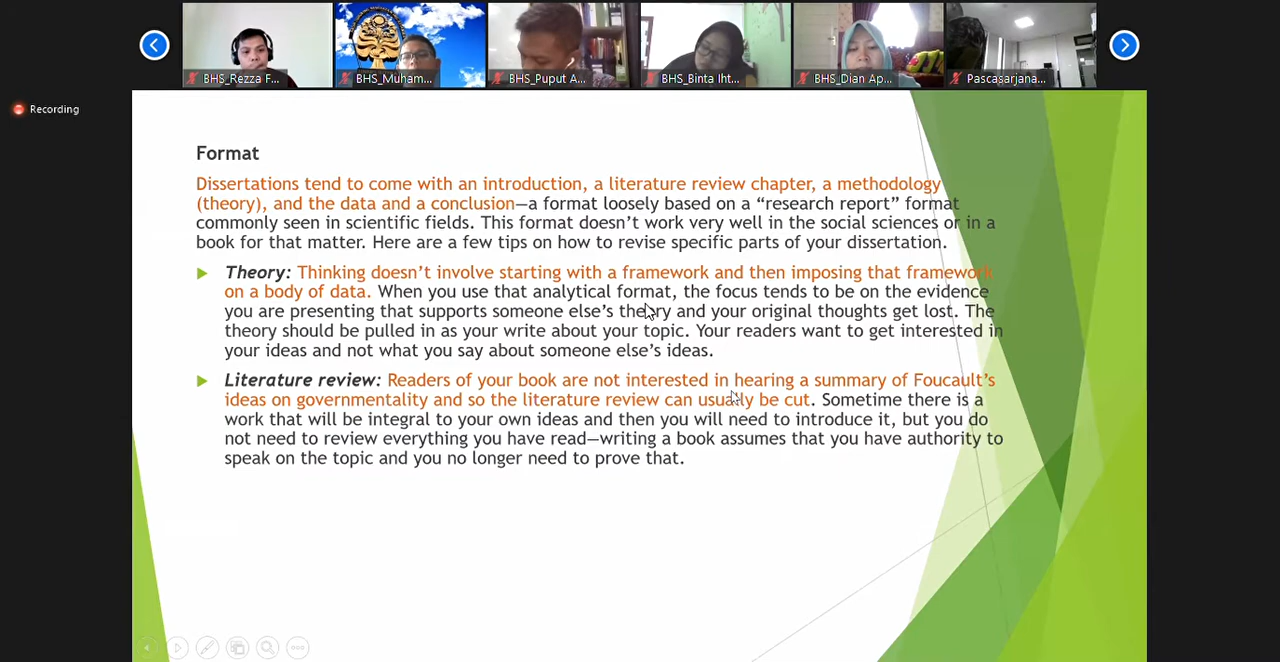 BHS_Rezza F...
BHS_Muham...
BHS_Puput A...
BHS_Binta Iht...
BHS_Dian Ap...
Pascasarjana...
Recording
Format
Dissertations tend to come with an introduction, a literature review chapter, a methodology
(theory), and the data and a conclusion—a format loosely based on a “research report” format
commonly seen in scientific fields. This format doesn’t work very well in the social sciences or in a
book for that matter. Here are a few tips on how to revise specific parts of your dissertation.
Theory: Thinking doesn’t involve starting with a framework and then imposing that framework
on a body of data. When you use that analytical format, the focus tends to be on the evidence
you are presenting that supports someone else’s theory and your original thoughts get lost. The
theory should be pulled in as your write about your topic. Your readers want to get interested in
your ideas and not what you say about someone else’s ideas.
Literature review: Readers of your book are not interested in hearing a summary of Foucault’s
ideas on governmentality and so the literature review can usually be cut. Sometime there is a
work that will be integral to your own ideas and then you will need to introduce it, but you do
not need to review everything you have read—writing a book assumes that you have authority to
speak on the topic and you no longer need to prove that.